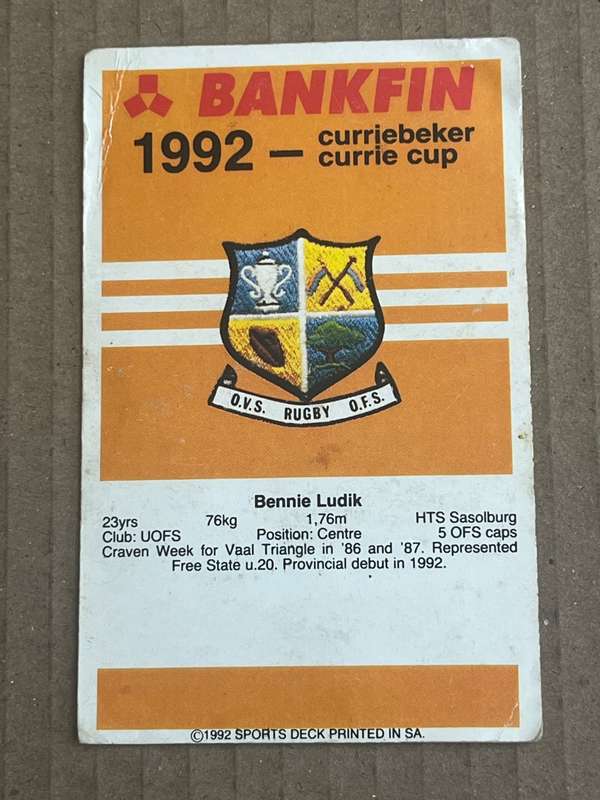 BANKFIN
1992 – curriebeker
currie cup
O.V.S. RUGBY O.F.S.
Bennie Ludik
23yrs 76kg 1,76m HTS Sasolburg
Club: UOFS Position: Centre 5 OFS caps
Craven Week for Vaal Triangle in '86 and '87. Represented
Free State u.20. Provincial debut in 1992.
©1992 SPORTS DECK PRINTED IN SA.